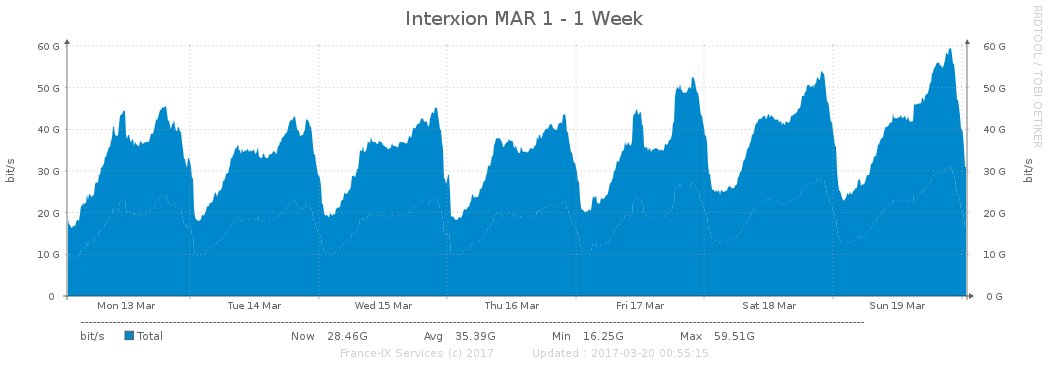 Interxion MAR 1 - 1 Week
RRDTOOL / TOBI OETIKER
60 G 60 G
50 G 50 G
40 G 40 G
30 G 30 G
20 G 20 G
10 G 10 G
0 0 G
bit/s
bit/s
Mon 13 Mar Tue 14 Mar Wed 15 Mar Thu 16 Mar Fri 17 Mar Sat 18 Mar Sun 19 Mar
bit/s Total Now 28.46G Avg 35.39G Min 16.25G Max 59.51G
France-IX Services (c) 2017 Updated : 2017-03-20 00:55:15